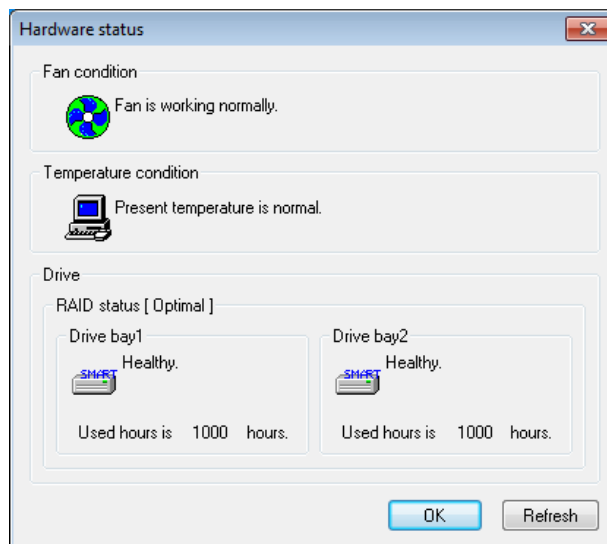 Hardware status
Fan condition
Fan is working normally.
Temperature condition
Present temperature is normal.
Drive
RAID status [ Optimal ]
Drive bay1
SMART
Healthy.
Used hours is 1000 hours.
Drive bay2
SMART
Healthy.
Used hours is 1000 hours.
OK
Refresh